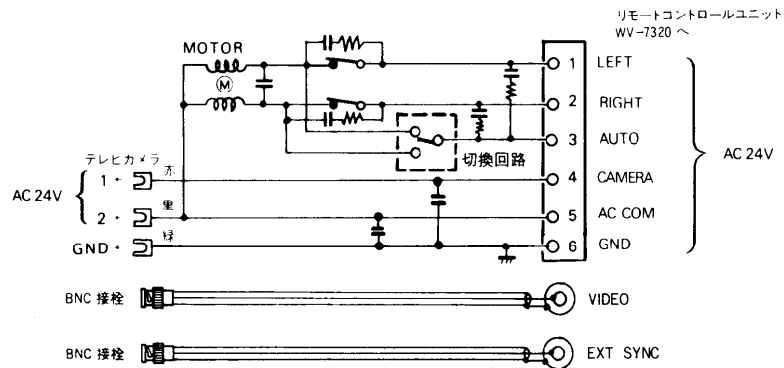 リモートコントロールユニット
WV-7320 へ
MOTOR
M
1 LEFT
2 RIGHT
3 AUTO
切換回路
AC 24V
テレヒカメラ
AC 24V
1 赤 4 CAMERA
2 里 5 AC COM
GND 緑 6 GND
BNC 接栓 VIDEO
BNC 接栓 EXT SYNC